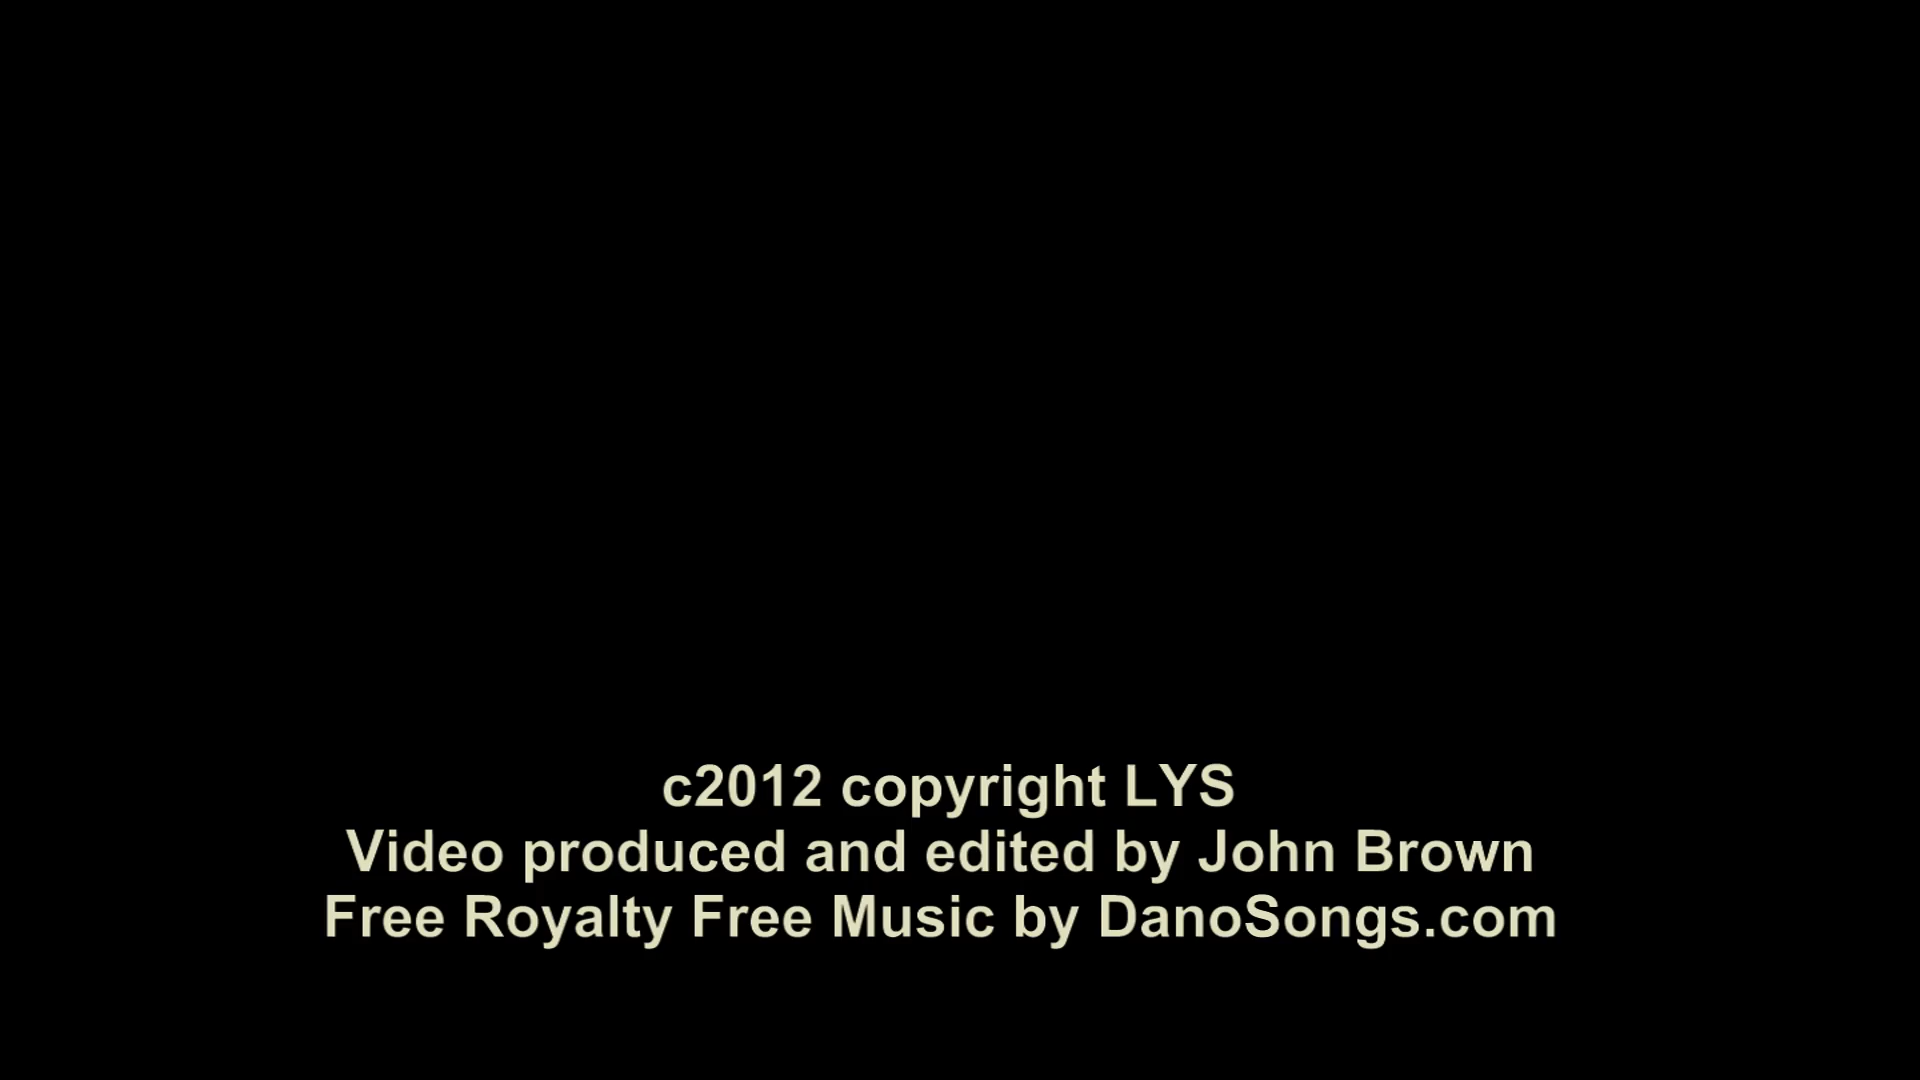 c2012 copyright LYS
Video produced and edited by John Brown
Free Royalty Free Music by DanoSongs.com